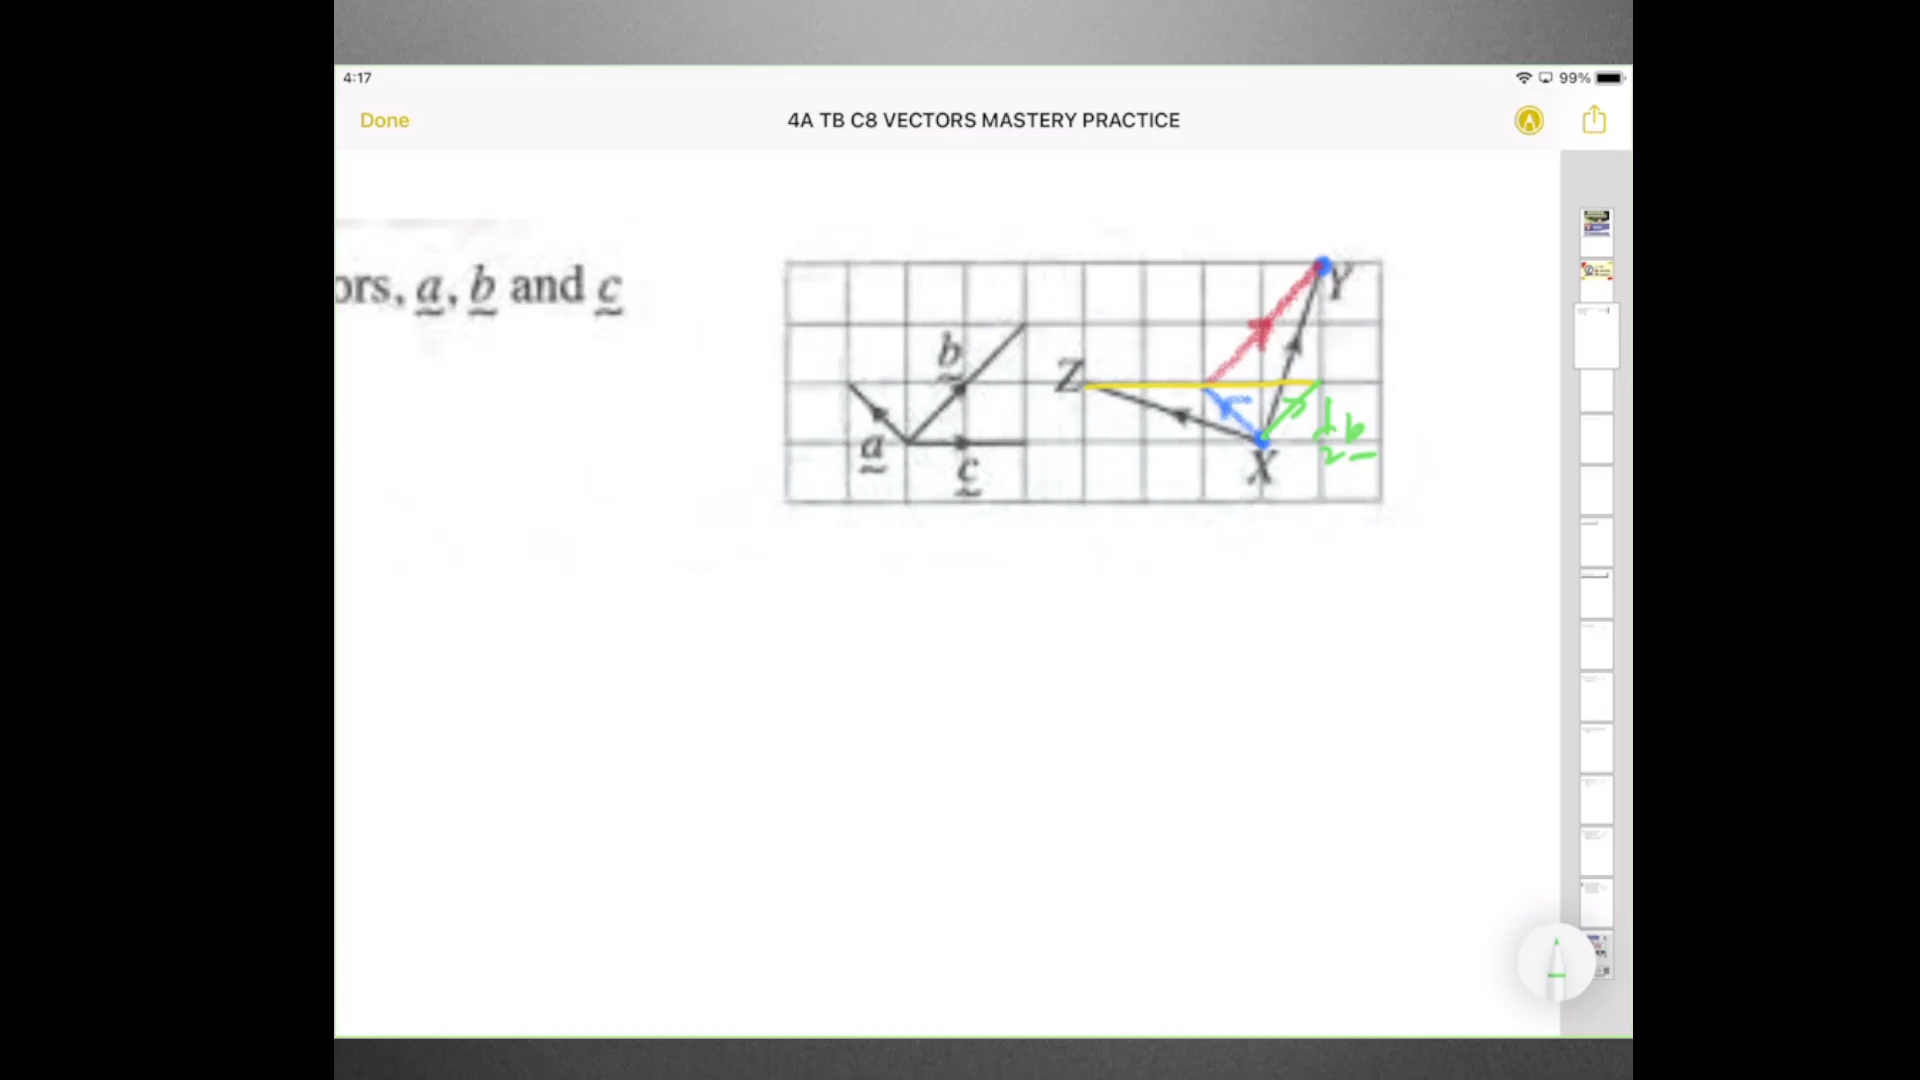 4:17
99%
Done
4A TB C8 VECTORS MASTERY PRACTICE
ors, a, b and c
Y
b
Z
a
c
X
1/2 b